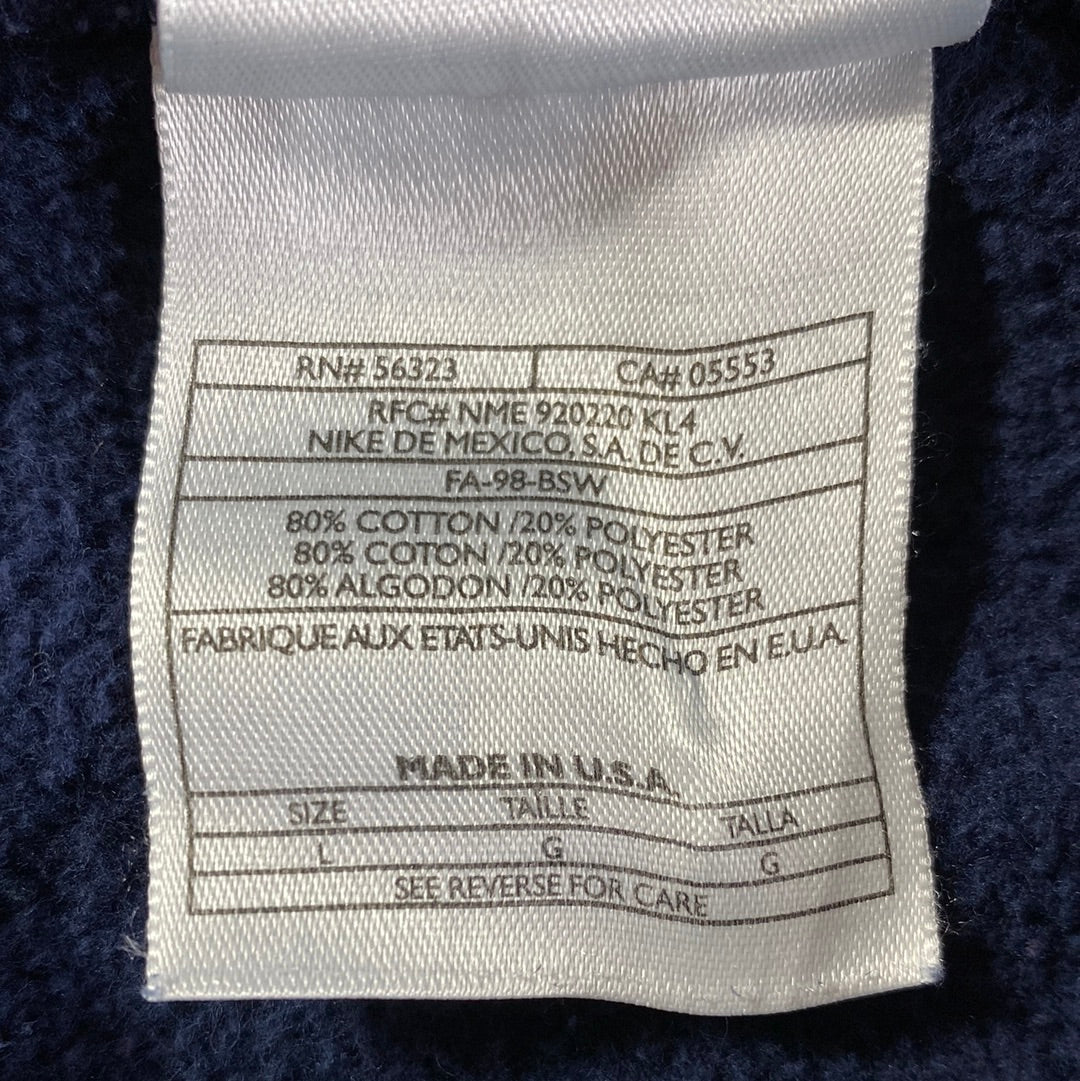 RN# 56323 CA# 05553
RFC# NME 920220 KL4
NIKE DE MEXICO, S.A. DE C.V.
FA-98-BSW
80% COTTON /20% POLYESTER
80% COTON /20% POLYESTER
80% ALGODON /20% POLYESTER
FABRIQUE AUX ETATS-UNIS HECHO EN E.U.A.
MADE IN U.S.A.
SIZE TAÏLLE TALLA
L G G
SEE REVERSE FOR CARE